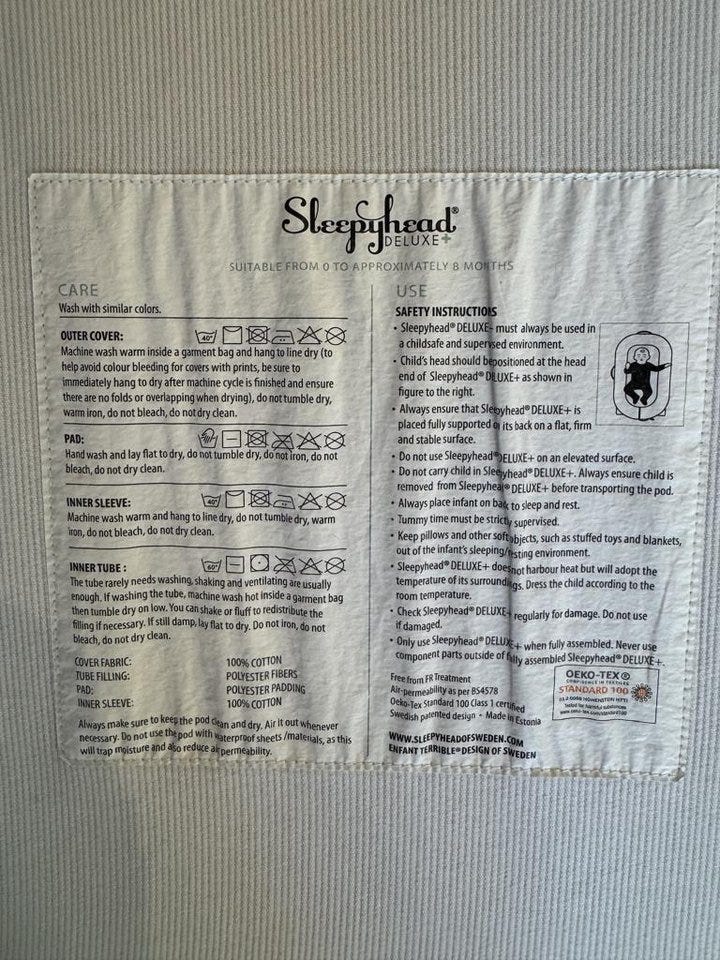 Sleepyhead®
DELUXE+
SUITABLE FROM 0 TO APPROXIMATELY 8 MONTHS
CARE
Wash with similar colors.
OUTER COVER:
40°
Machine wash warm inside a garment bag and hang to line dry (to
help avoid colour bleeding for covers with prints, be sure to
immediately hang to dry after machine cycle is finished and ensure
there are no folds or overlapping when drying), do not tumble dry,
warm iron, do not bleach, do not dry clean.
PAD:
Hand wash and lay flat to dry, do not tumble dry, do not iron, do not
bleach, do not dry clean.
INNER SLEEVE:
40°
Machine wash warm and hang to line dry, do not tumble dry, warm
iron, do not bleach, do not dry clean.
INNER TUBE :
60°
The tube rarely needs washing, shaking and ventilating are usually
enough. If washing the tube, machine wash hot inside a garment bag
then tumble dry on low. You can shake or fluff to redistribute the
filling if necessary. If still damp, lay flat to dry. Do not iron, do not
bleach, do not dry clean.
COVER FABRIC: 100% COTTON
TUBE FILLING: POLYESTER FIBERS
PAD: POLYESTER PADDING
INNER SLEEVE: 100% COTTON
Always make sure to keep the pod clean and dry. Air it out whenever
necessary. Do not use the pod with waterproof sheets /materials, as this
will trap moisture and also reduce air permeability.
USE
SAFETY INSTRUCTIONS
• Sleepyhead® DELUXE+ must always be used in
a childsafe and supervised environment.
• Child's head should be positioned at the head
end of Sleepyhead® DELUXE+ as shown in
figure to the right.
• Always ensure that Sleepyhead® DELUXE+ is
placed fully supported on its back on a flat, firm
and stable surface.
• Do not use Sleepyhead® DELUXE+ on an elevated surface.
• Do not carry child in Sleepyhead® DELUXE+. Always ensure child is
removed from Sleepyhead® DELUXE+ before transporting the pod.
• Always place infant on back to sleep and rest.
• Tummy time must be strictly supervised.
• Keep pillows and other soft objects, such as stuffed toys and blankets,
out of the infant's sleeping/resting environment.
• Sleepyhead® DELUXE+ does not harbour heat but will adopt the
temperature of its surroundings. Dress the child according to the
room temperature.
• Check Sleepyhead® DELUXE+ regularly for damage. Do not use
if damaged.
• Only use Sleepyhead® DELUXE+ when fully assembled. Never use
component parts outside of fully assembled Sleepyhead® DELUXE+.
Free from FR Treatment
Air-permeability as per BS4578
Oeko-Tex Standard 100 Class 1 certified
Swedish patented design • Made in Estonia
WWW.SLEEPYHEADOFSWEDEN.COM
ENFANT TERRIBLE® DESIGN OF SWEDEN
OEKO-TEX®
CONFIDENCE IN TEXTILES
STANDARD 100
HOHENSTEIN HTTI
Tested for harmful substances
www.oeko-tex.com/standard100